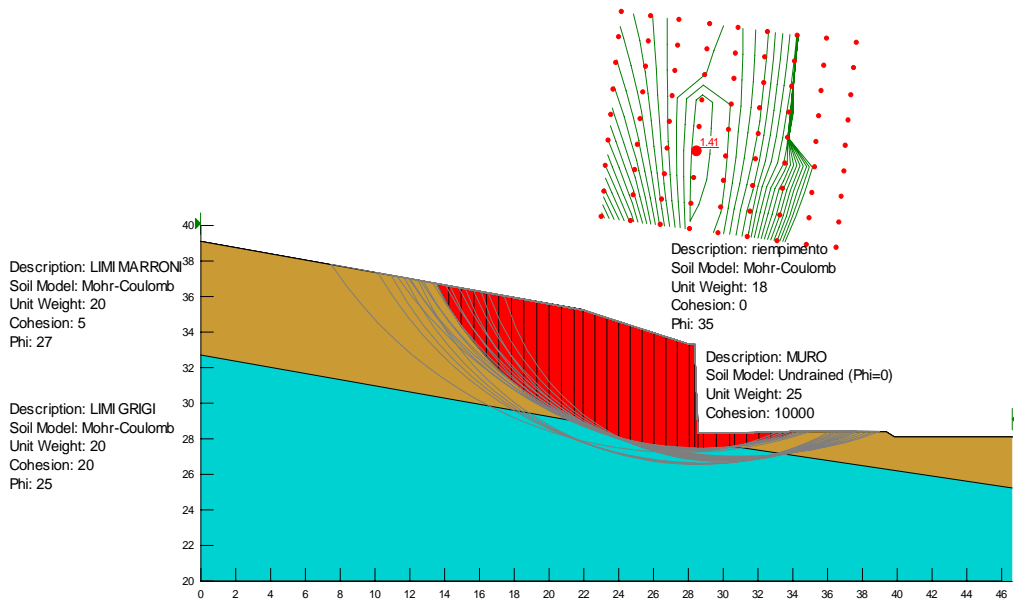 1.41
Description: riempimento
Soil Model: Mohr-Coulomb
Unit Weight: 18
Cohesion: 0
Phi: 35
Description: LIMI MARRONI
Soil Model: Mohr-Coulomb
Unit Weight: 20
Cohesion: 5
Phi: 27
Description: MURO
Soil Model: Undrained (Phi=0)
Unit Weight: 25
Cohesion: 10000
Description: LIMI GRIGI
Soil Model: Mohr-Coulomb
Unit Weight: 20
Cohesion: 20
Phi: 25
40
38
36
34
32
30
28
26
24
22
20
0 2 4 6 8 10 12 14 16 18 20 22 24 26 28 30 32 34 36 38 40 42 44 46